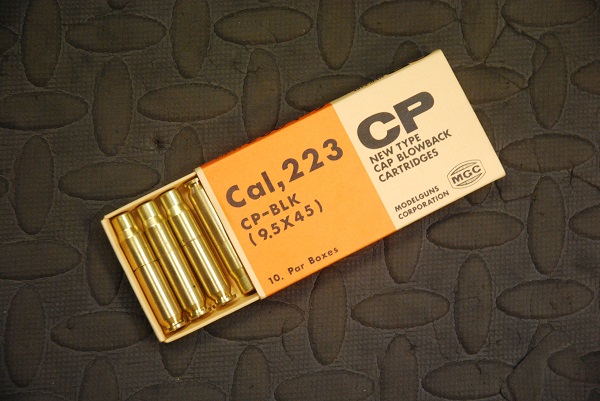 Cal, 223
CP-BLK
(9.5X45)
10. Par Boxes
CP
NEW TYPE
CAP BLOWBACK
CARTRIDGES
MODELGUNS
CORPORATION
MGC